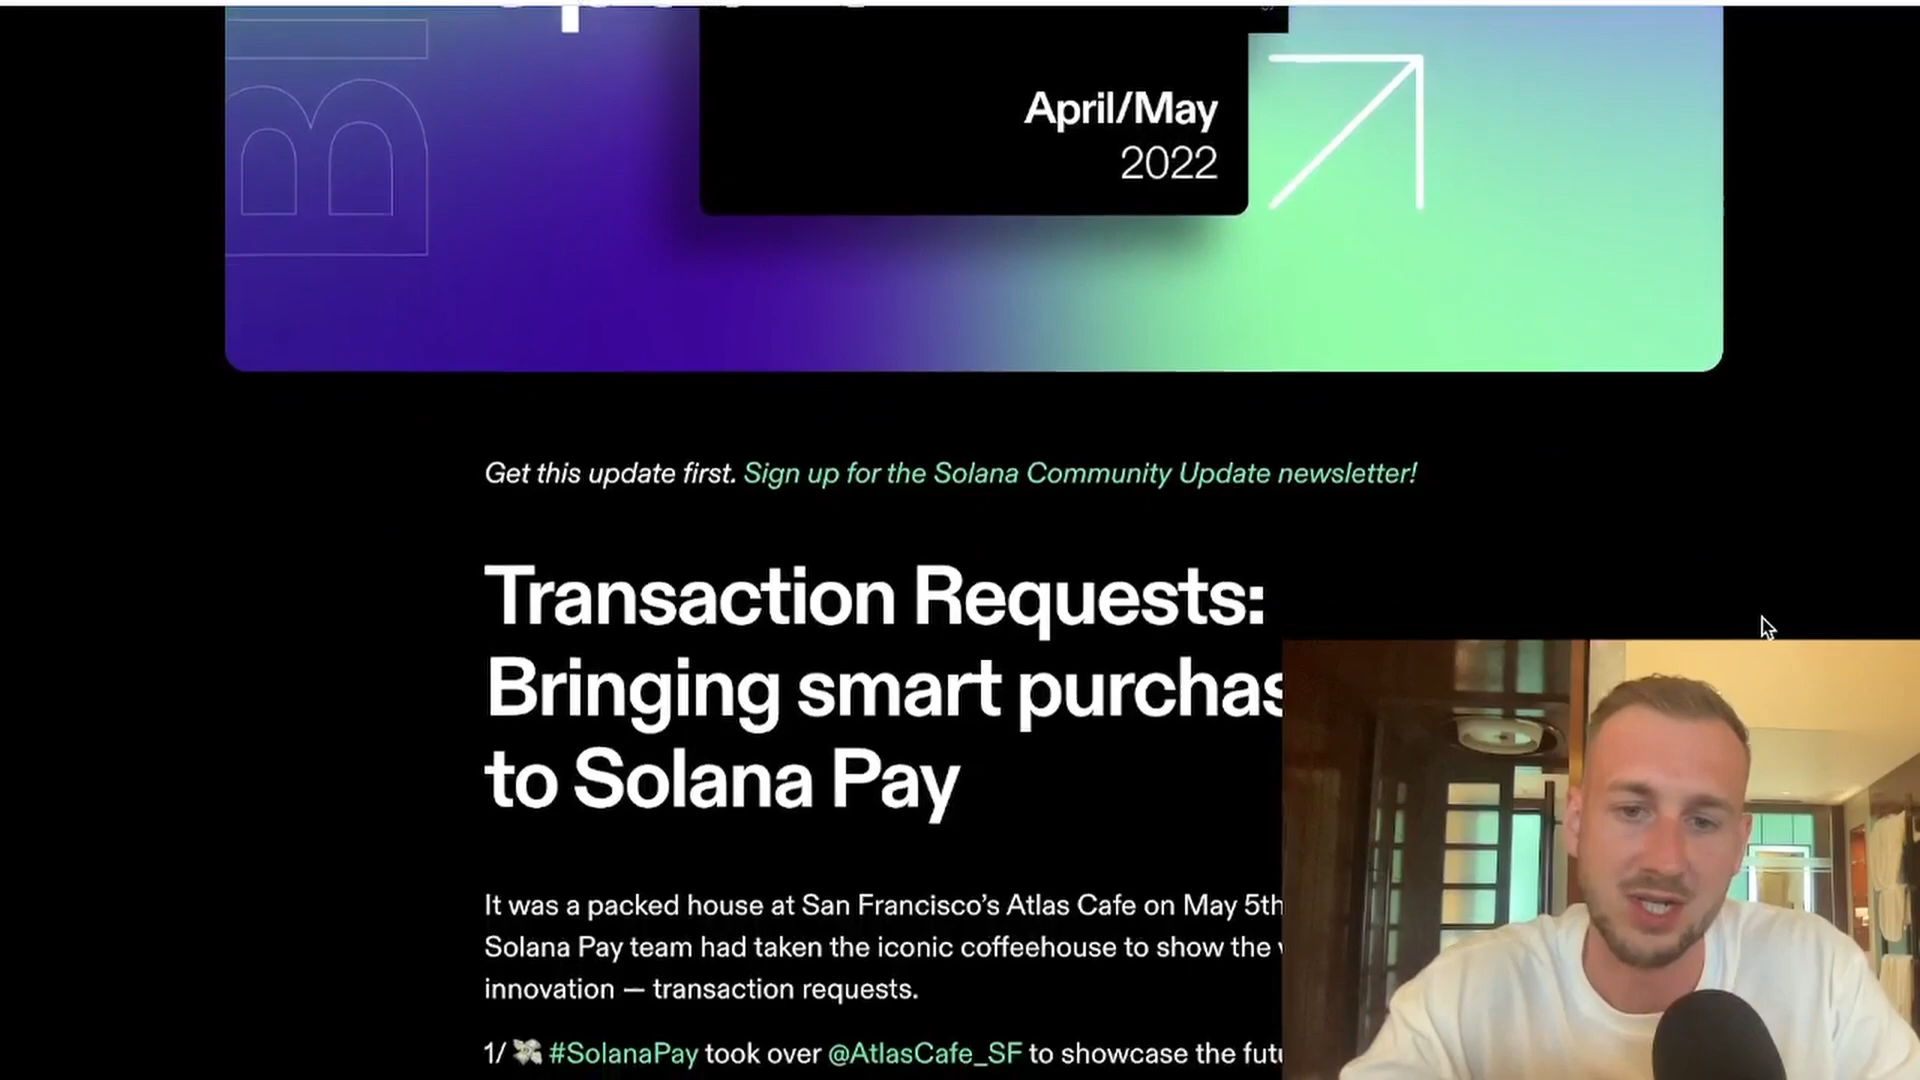 April/May
2022
Get this update first. Sign up for the Solana Community Update newsletter!
Transaction Requests:
Bringing smart
to Solana Pay
It was a packed house at San Francisco’s Atlas Cafe on May 5th
Solana Pay team had taken the iconic coffeehouse to show the
innovation — transaction requests.
1/ 💸 #SolanaPay took over @AtlasCafe_SF to showcase the